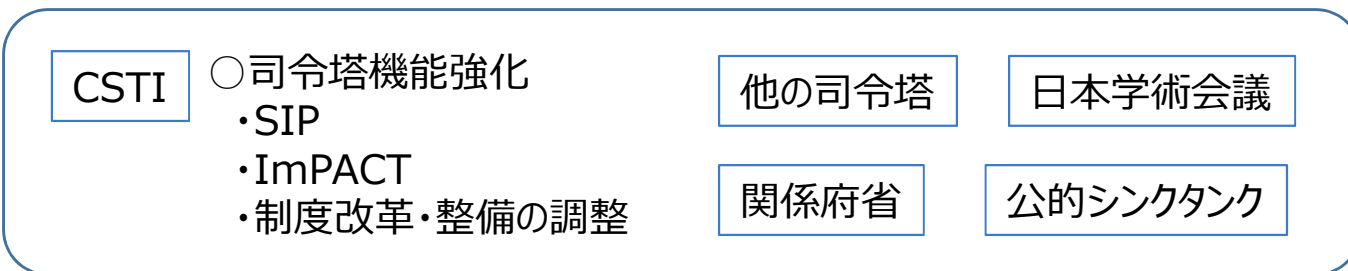 CSTI
○司令塔機能強化
・SIP
・ImPACT
・制度改革・整備の調整
他の司令塔
日本学術会議
関係府省
公的シンクタンク